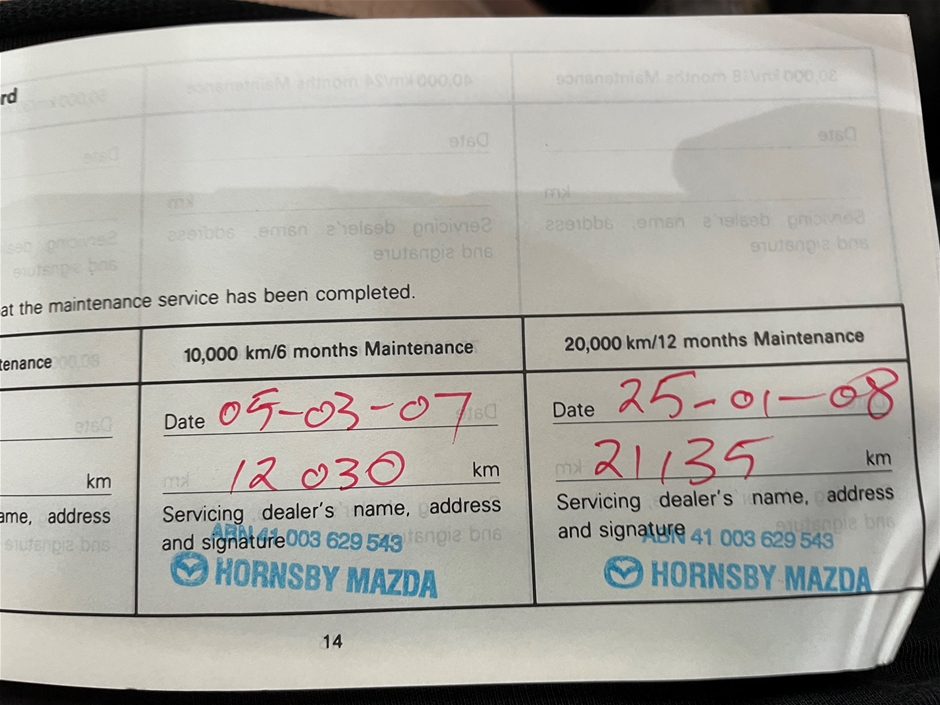 rd
at the maintenance service has been completed.
tenance
km
ame, address
10,000 km/6 months Maintenance
Date 05-03-07
12 030 km
Servicing dealer's name, address
and signature
ABN 41 003 629 543
HORNSBY MAZDA
20,000 km/12 months Maintenance
Date 25-01-08
21135 km
Servicing dealer's name, address
and signature
ABN 41 003 629 543
HORNSBY MAZDA
14